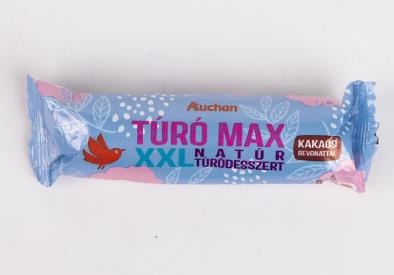 Auchan
TÚRÓ MAX
XXL NATÚR
TÚRÓDESSZERT
KAKAÓS
BEVONATTAL